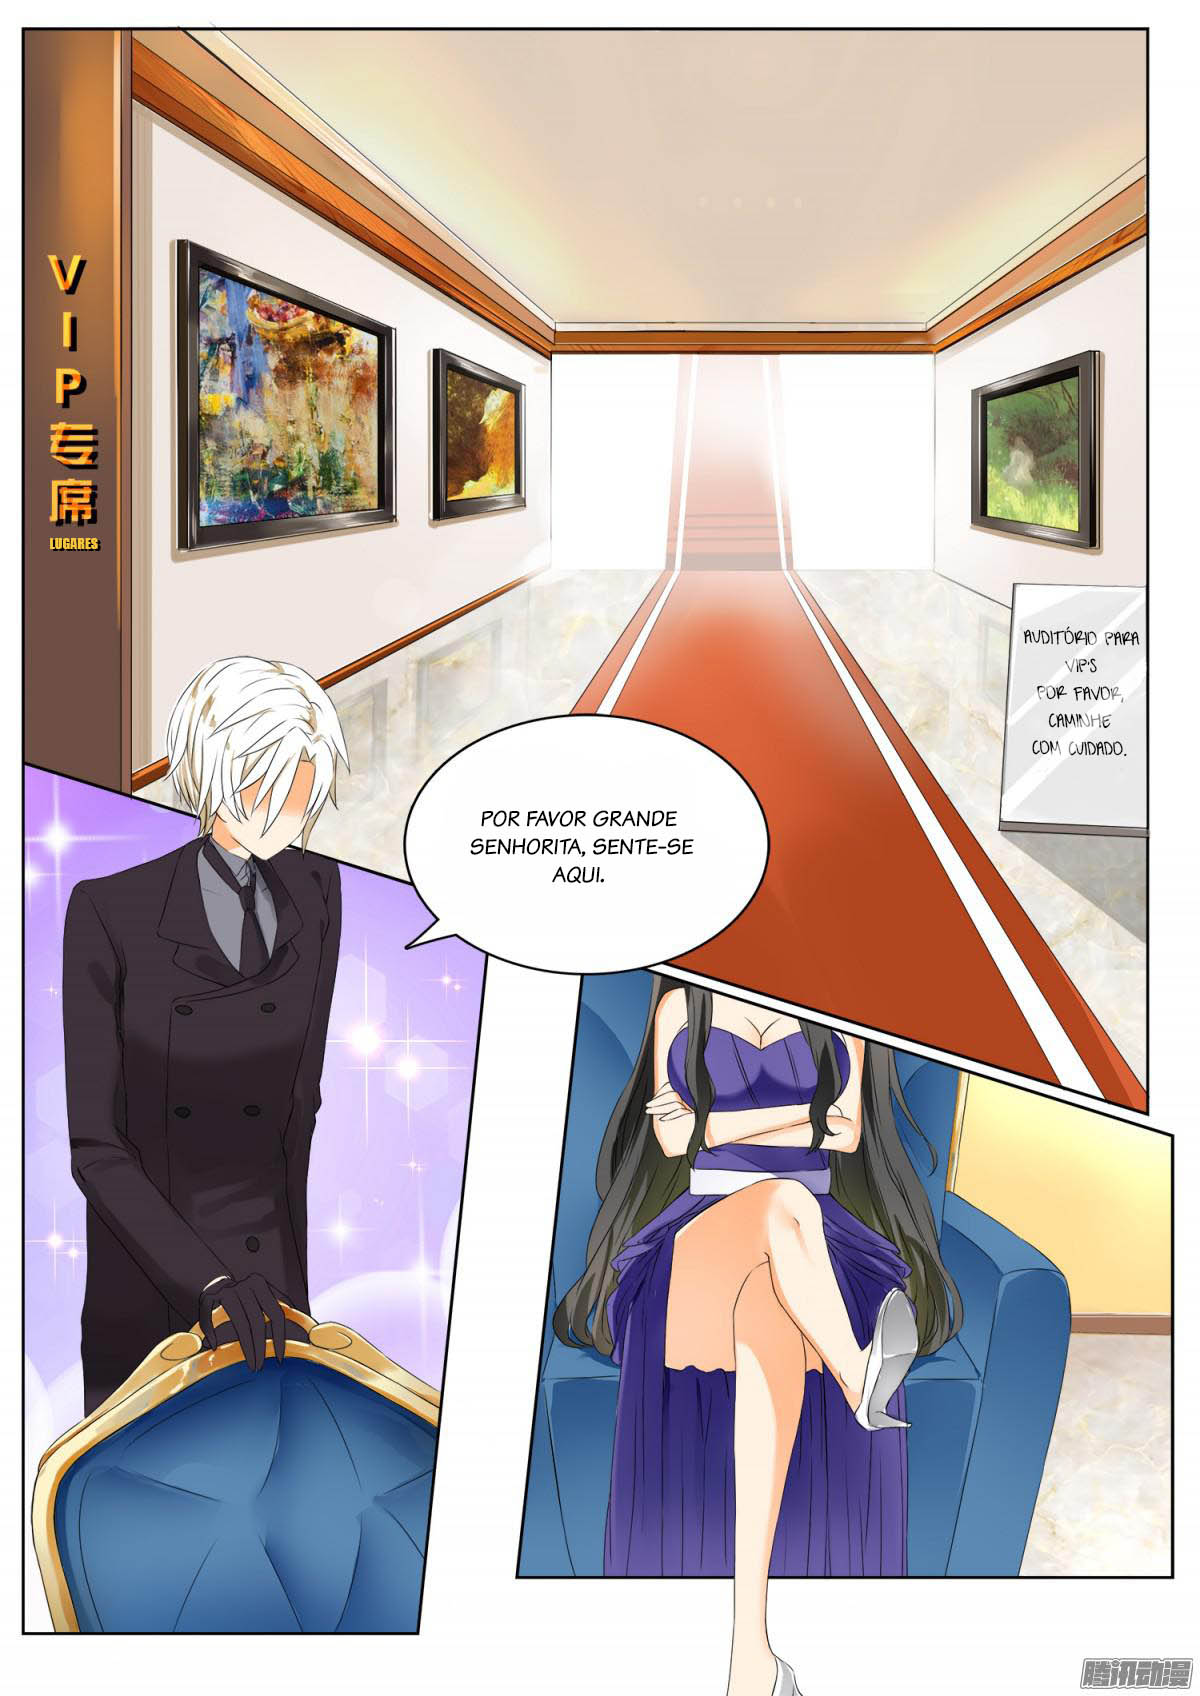 VIP专席
LUGARES
AUDITÓRIO PARA
VIP'S
POR FAVOR,
CAMINHE
COM CUIDADO.
POR FAVOR GRANDE
SENHORITA, SENTE-SE
AQUI.
腾讯动漫